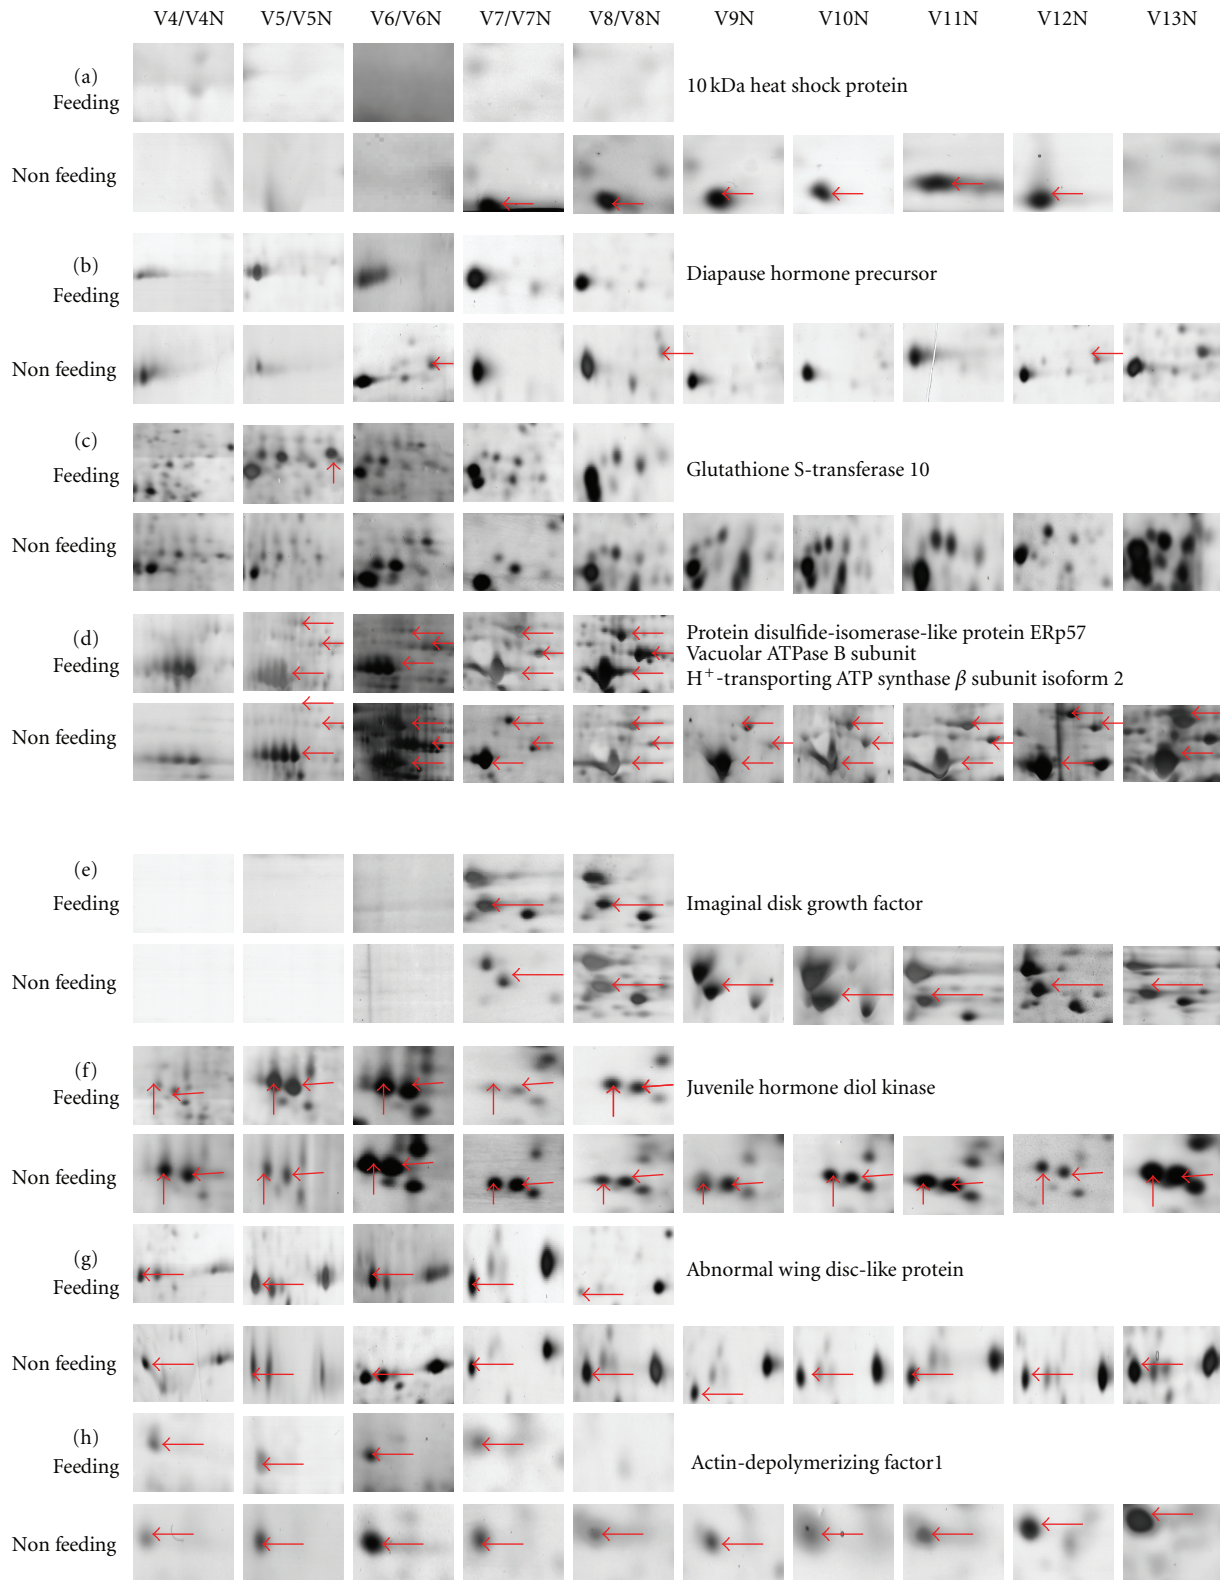 V4/V4N V5/V5N V6/V6N V7/V7N V8/V8N V9N V10N V11N V12N V13N
(a)
Feeding
10 kDa heat shock protein
Non feeding
(b)
Feeding
Diapause hormone precursor
Non feeding
(c)
Feeding
Glutathione S-transferase 10
Non feeding
(d)
Feeding
Protein disulfide-isomerase-like protein ERp57
Vacuolar ATPase B subunit
H⁺-transporting ATP synthase β subunit isoform 2
Non feeding
(e)
Feeding
Imaginal disk growth factor
Non feeding
(f)
Feeding
Juvenile hormone diol kinase
Non feeding
(g)
Feeding
Abnormal wing disc-like protein
Non feeding
(h)
Feeding
Actin-depolymerizing factor1
Non feeding